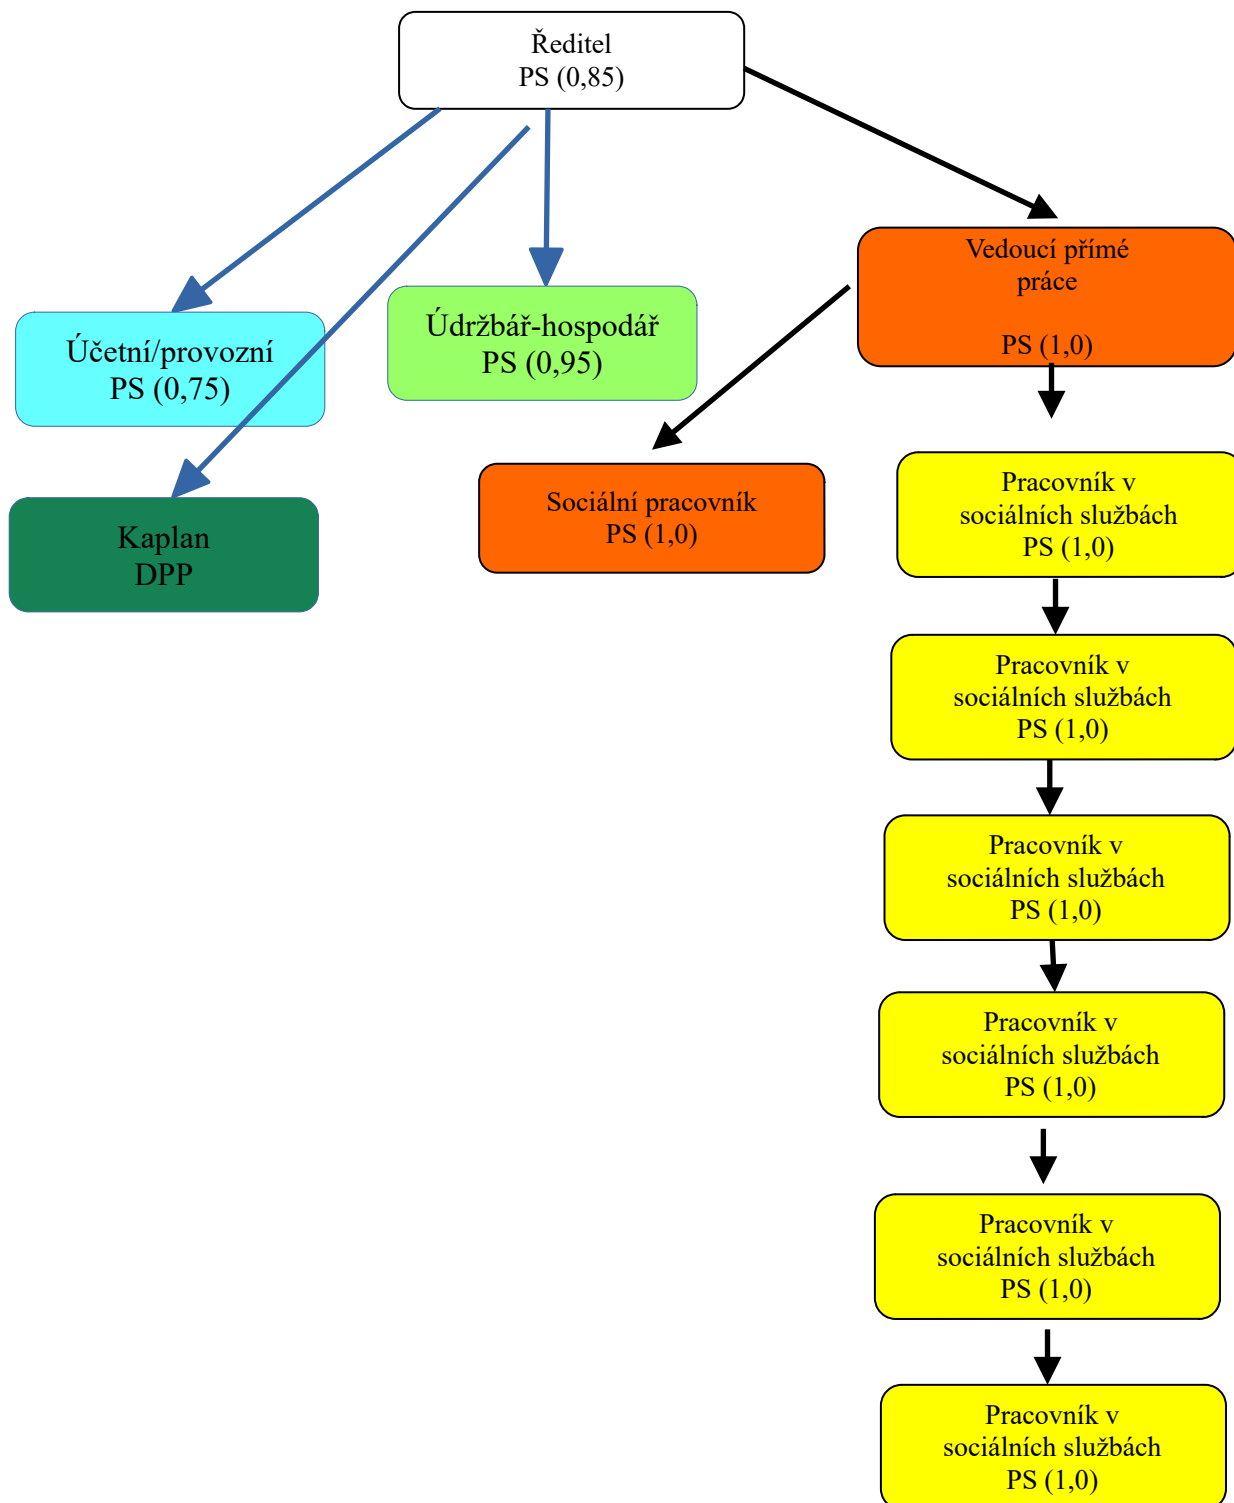 Ředitel
PS (0,85)
Vedoucí přímé
práce
PS (1,0)
Účetní/provozní
PS (0,75)
Údržbář-hospodář
PS (0,95)
Kaplan
DPP
Sociální pracovník
PS (1,0)
Pracovník v
sociálních službách
PS (1,0)
Pracovník v
sociálních službách
PS (1,0)
Pracovník v
sociálních službách
PS (1,0)
Pracovník v
sociálních službách
PS (1,0)
Pracovník v
sociálních službách
PS (1,0)
Pracovník v
sociálních službách
PS (1,0)